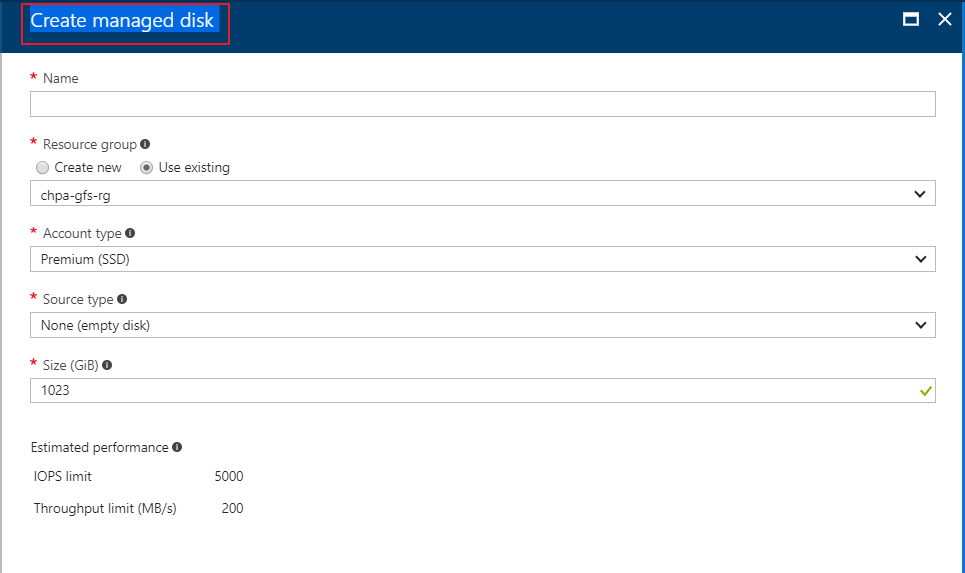 Create managed disk
* Name
* Resource group
Create new Use existing
chpa-gfs-rg
* Account type
Premium (SSD)
* Source type
None (empty disk)
* Size (GiB)
1023
Estimated performance
IOPS limit 5000
Throughput limit (MB/s) 200